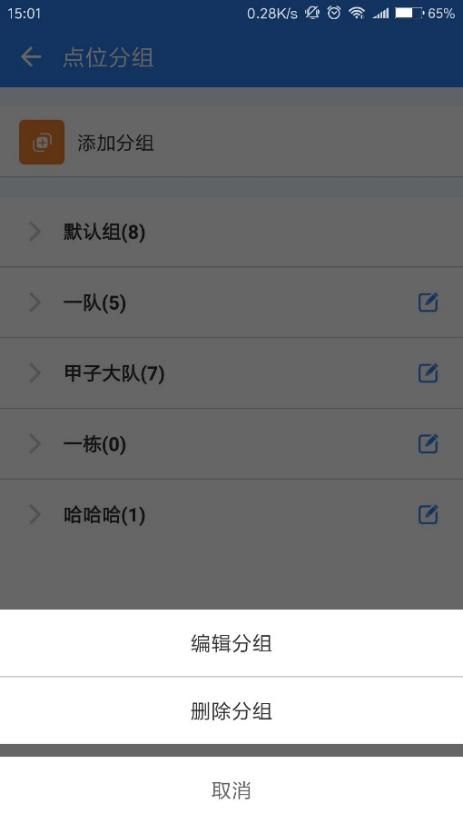 15:01
0.28K/s
65%
点位分组
添加分组
默认组(8)
一队(5)
甲子大队(7)
一栋(0)
哈哈哈(1)
编辑分组
删除分组
取消